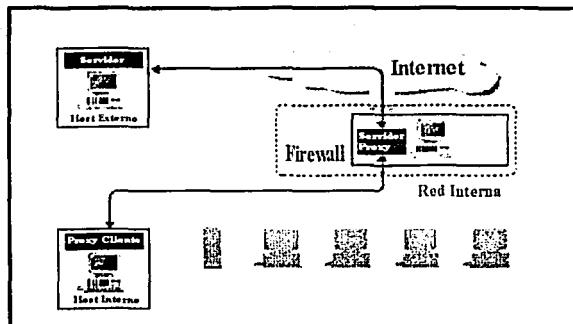 Servidor
Host Externo
Internet
Servidor
Proxy
Firewall
Red Interna
Proxy Cliente
Host Interno